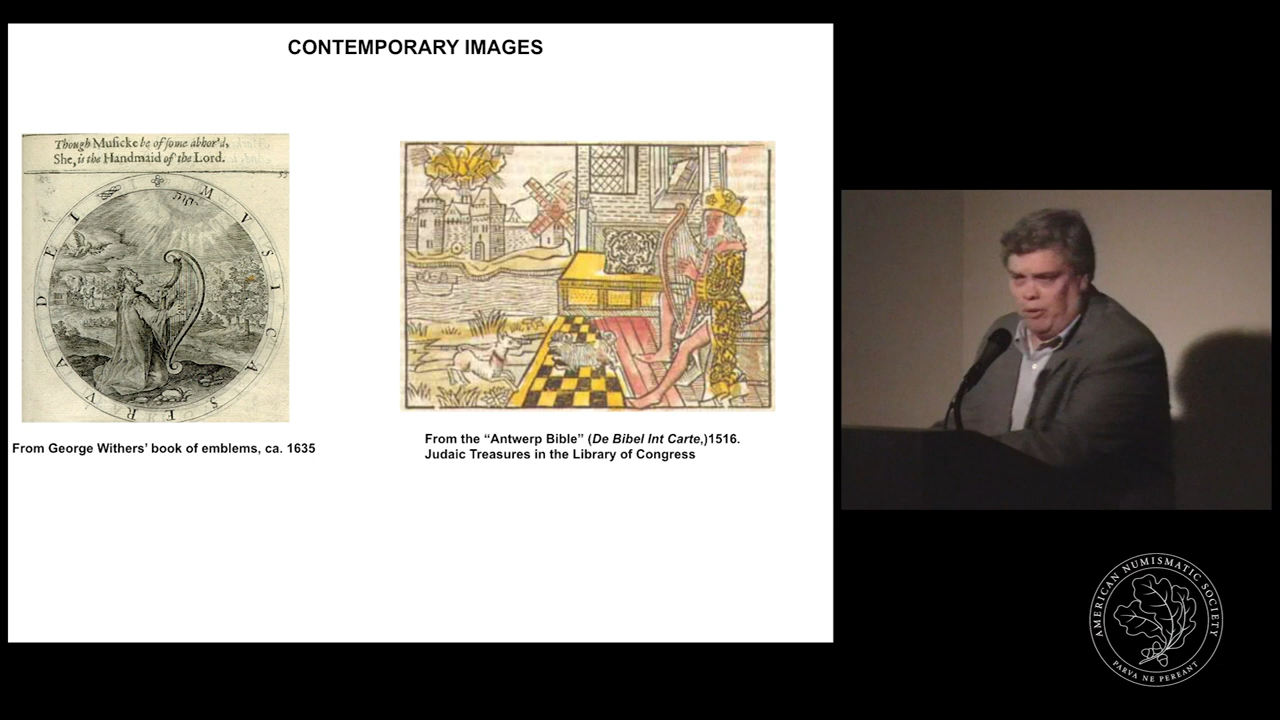 CONTEMPORARY IMAGES
Though Musicke be of some abhor'd,
She, is the Handmaid of the Lord.
MVSICA SERVA DEI
From George Withers’ book of emblems, ca. 1635
From the “Antwerp Bible” (De Bibel Int Carte,)1516.
Judaic Treasures in the Library of Congress
AMERICAN NUMISMATIC SOCIETY
PARVA NE PEREANT